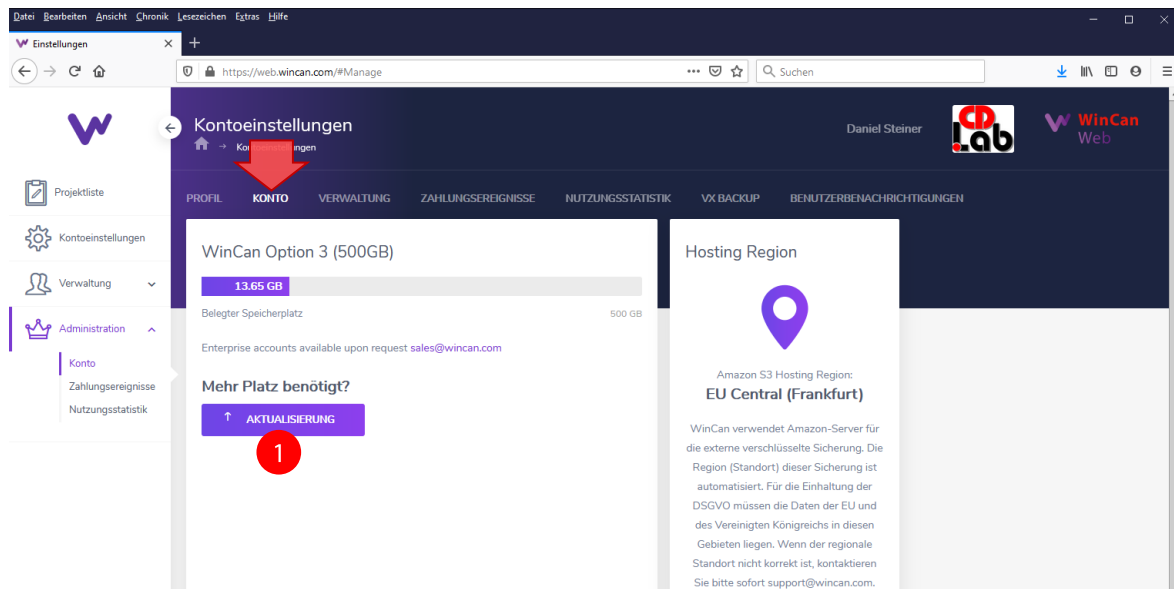 Datei Bearbeiten Ansicht Chronik Lesezeichen Extras Hilfe
Einstellungen
https://web.wincan.com/#Manage
Suchen
Kontoeinstellungen
Kontoeinstellungen
Daniel Steiner
CD
Lab
WinCan
Web
Projektliste
Kontoeinstellungen
Verwaltung
Administration
Konto
Zahlungsereignisse
Nutzungsstatistik
PROFIL KONTO VERWALTUNG ZAHLUNGSEREIGNISSE NUTZUNGSSTATISTIK VX BACKUP BENUTZERBENACHRICHTIGUNGEN
WinCan Option 3 (500GB)
13.65 GB
Belegter Speicherplatz 500 GB
Enterprise accounts available upon request sales@wincan.com
Mehr Platz benötigt?
AKTUALISIERUNG
1
Hosting Region
Amazon S3 Hosting Region:
EU Central (Frankfurt)
WinCan verwendet Amazon-Server für
die externe verschlüsselte Sicherung. Die
Region (Standort) dieser Sicherung ist
automatisiert. Für die Einhaltung der
DSGVO müssen die Daten der EU und
des Vereinigten Königreichs in diesen
Gebieten liegen. Wenn der regionale
Standort nicht korrekt ist, kontaktieren
Sie bitte sofort support@wincan.com.